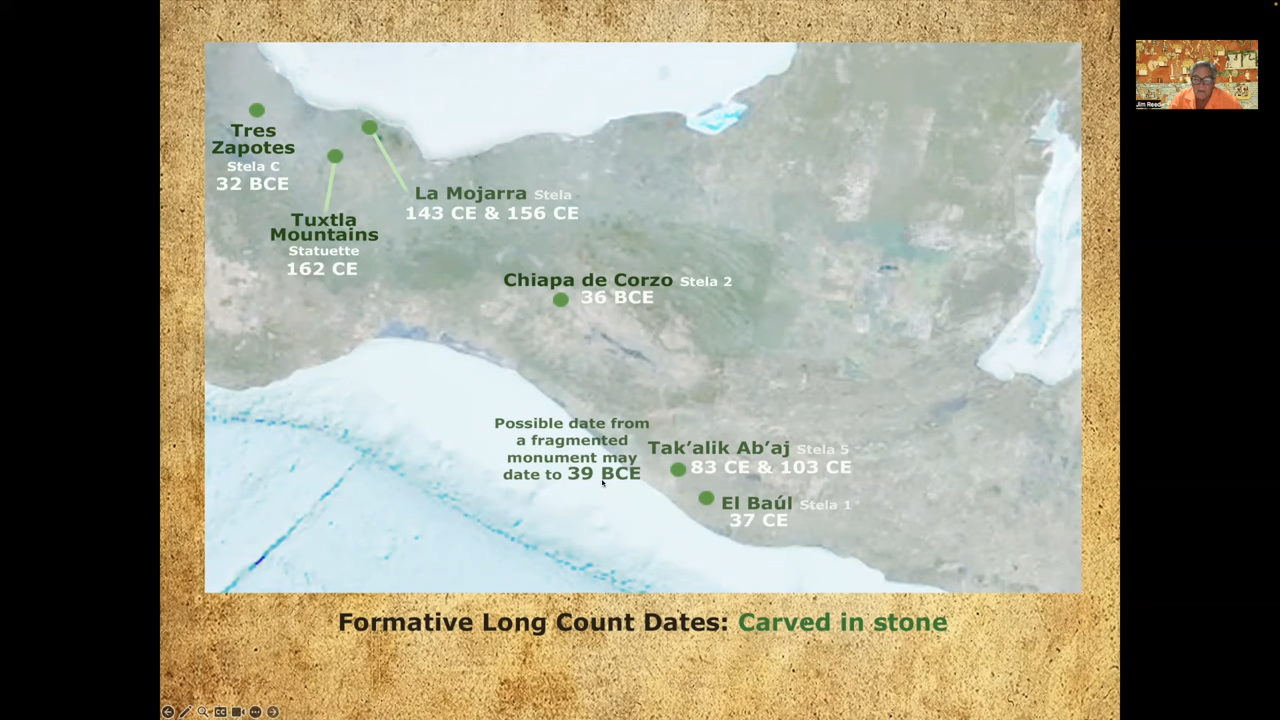 Tres
Zapotes
Stela C
32 BCE
Tuxtla
Mountains
Statuette
162 CE
La Mojarra Stela
143 CE & 156 CE
Chiapa de Corzo Stela 2
36 BCE
Possible date from
a fragmented
monument may
date to 39 BCE
Tak’alik Ab’aj Stela 5
83 CE & 103 CE
El Baúl Stela 1
37 CE
Formative Long Count Dates: Carved in stone
Jim Reed